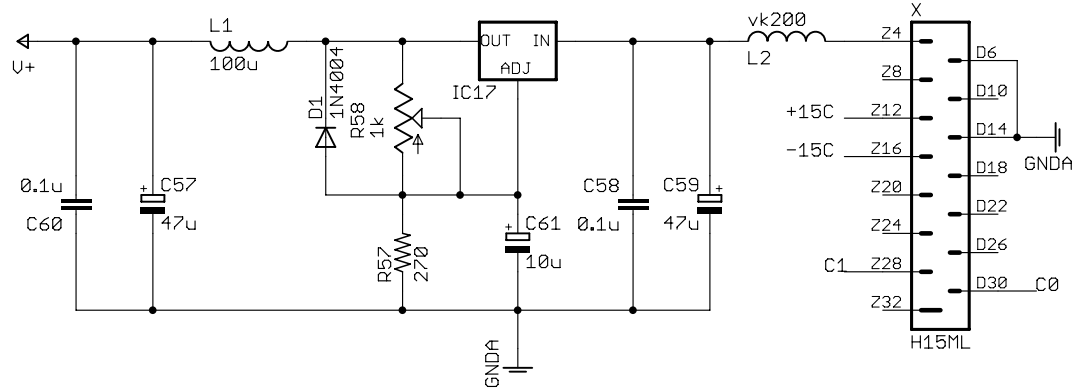 L1
100u
V+
OUT IN
ADJ
IC17
D1
1N4004
R58
1k
vk200
L2
X
Z4
Z8
Z12
Z16
Z20
Z24
Z28
Z32
D6
D10
D14
D18
D22
D26
D30
+15C
-15C
C1
C0
GNDA
H15ML
0.1u
C60
C57
47u
R57
270
C61
10u
C58
0.1u
C59
47u
GNDA